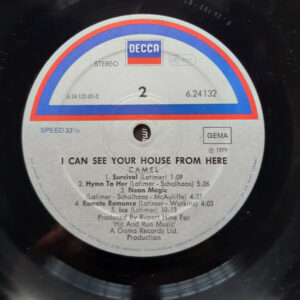 DECCA
STEREO
6.24132-01-2
2
6.24132
SPEED 33⅓
GEMA
℗ 1979
I CAN SEE YOUR HOUSE FROM HERE
CAMEL
1. Survival (Latimer) 1:09
2. Hymn To Her (Latimer - Schalhaas) 5:36
3. Neon Magic
(Latimer - Schalhaas - McAuliffe) 4:37
4. Remote Romance (Latimer - Watkins) 4:03
5. Ice (Latimer) 10:15
Produced By Rupert Hine For
'Hit And Run Music'
A Gama Records Ltd.
Production